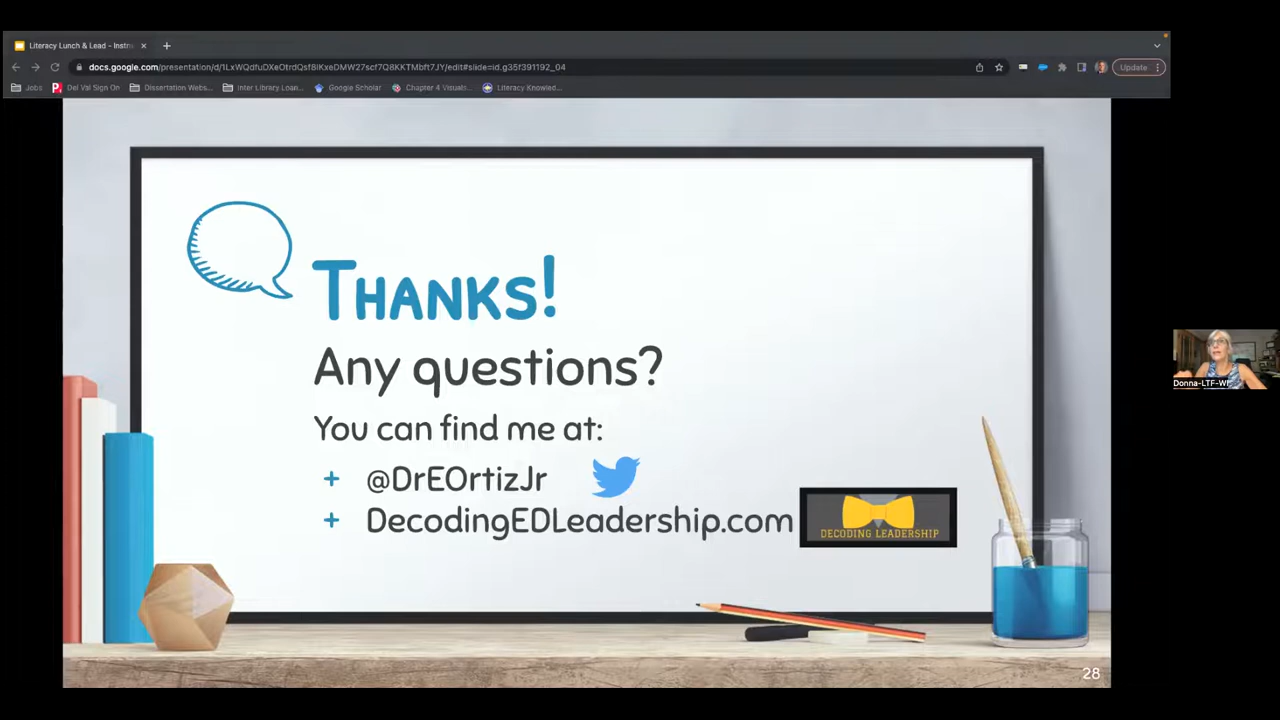 Literacy Lunch & Lead - Instru
docs.google.com/presentation/d/1LxWQdfuDXeOtrdQsf8iKxeDMW27scf7Q8KKTMbft7JY/edit#slide=id.g35f391192_04
Update
Jobs
Del Val Sign On
Dissertation Webs...
Inter Library Loan...
Google Scholar
Chapter 4 Visuals...
Literacy Knowled...
THANKS!
Any questions?
You can find me at:
+ @DrEOrtizJr
+ DecodingEDLeadership.com
DECODING LEADERSHIP
28
Donna-LTF-WI